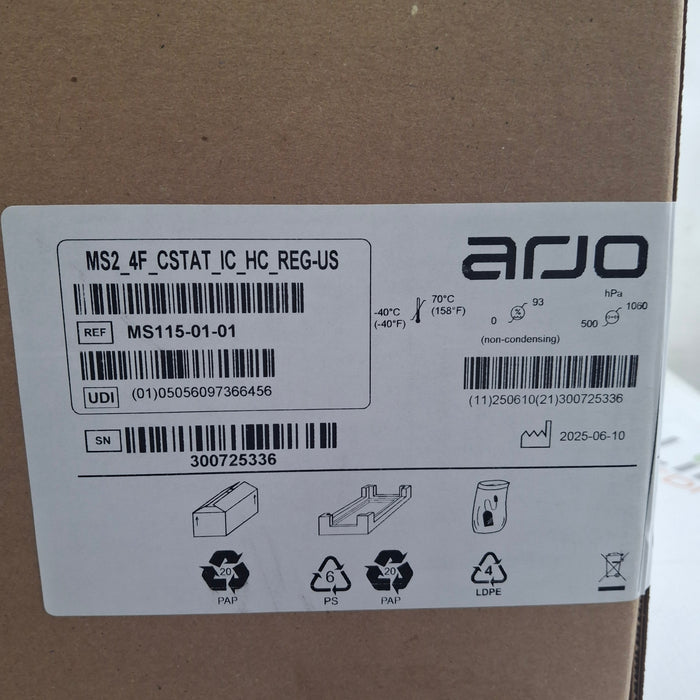 MS2_4F_CSTAT_IC_HC_REG-US
arjo
REF MS115-01-01
UDI (01)05056097366456
SN 300725336
-40°C
(-40°F)
70°C
(158°F)
0 % 93
(non-condensing)
hPa
500 1060
(11)250610(21)300725336
2025-06-10
20
PAP
6
PS
20
PAP
4
LDPE